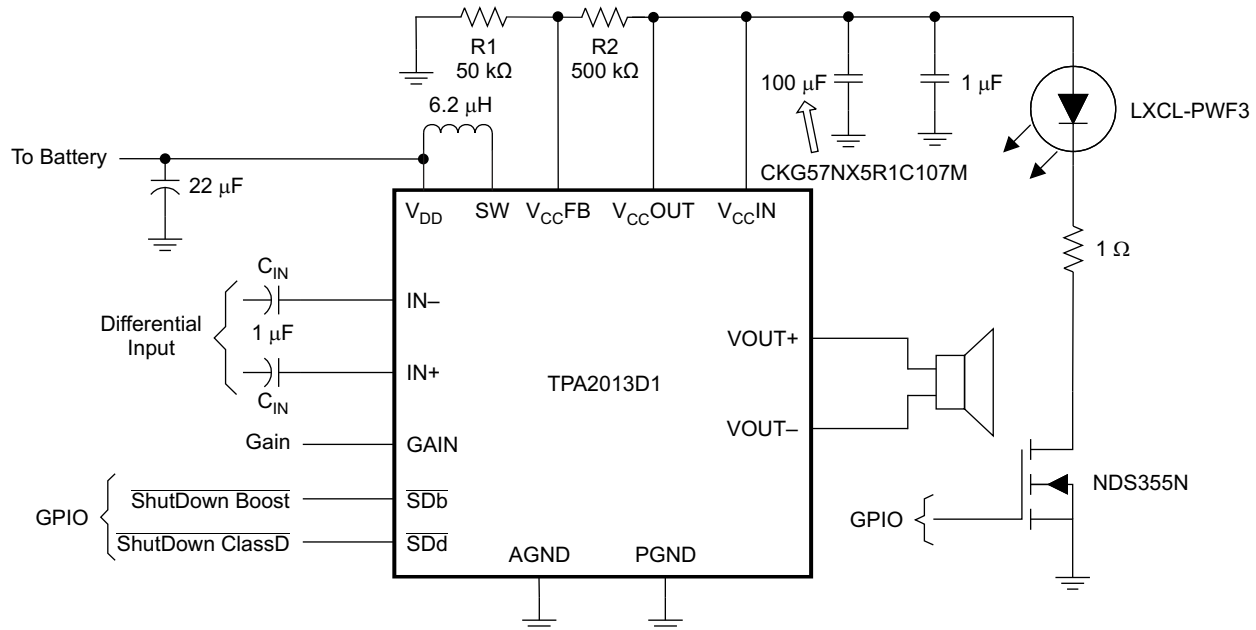 R1
50 kΩ
R2
500 kΩ
100 μF
1 μF
LXCL-PWF3
6.2 μH
CKG57NX5R1C107M
To Battery
22 μF
V_DD
SW
V_CCFB
V_CCOUT
V_CCIN
1 Ω
C_IN
IN–
Differential
Input
1 μF
IN+
C_IN
VOUT+
TPA2013D1
VOUT–
Gain
GAIN
NDS355N
GPIO
ShutDown Boost
SDb
GPIO
ShutDown ClassD
SDd
AGND
PGND